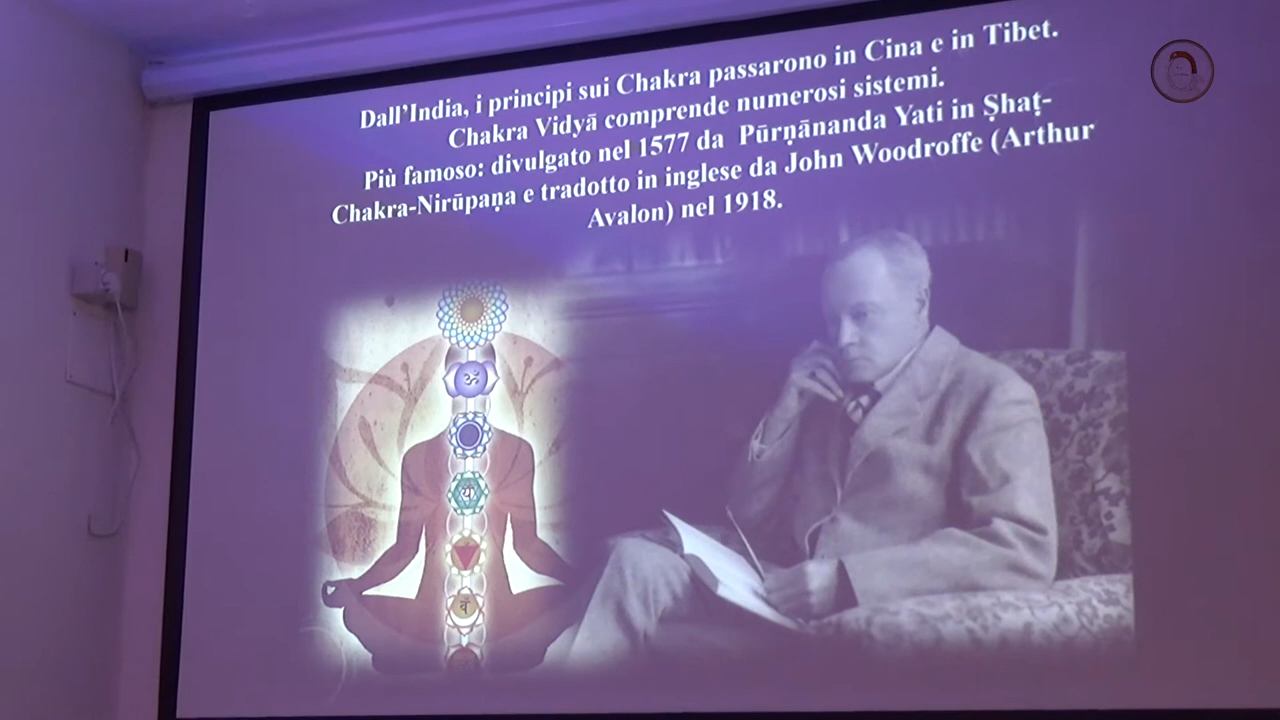 Dall’India, i principi sui Chakra passarono in Cina e in Tibet.
Chakra Vidyā comprende numerosi sistemi.
Più famoso: divulgato nel 1577 da Pūrṇānanda Yati in Ṣhaṭ-
Chakra-Nirūpaṇa e tradotto in inglese da John Woodroffe (Arthur
Avalon) nel 1918.
ॐ
यं
वं